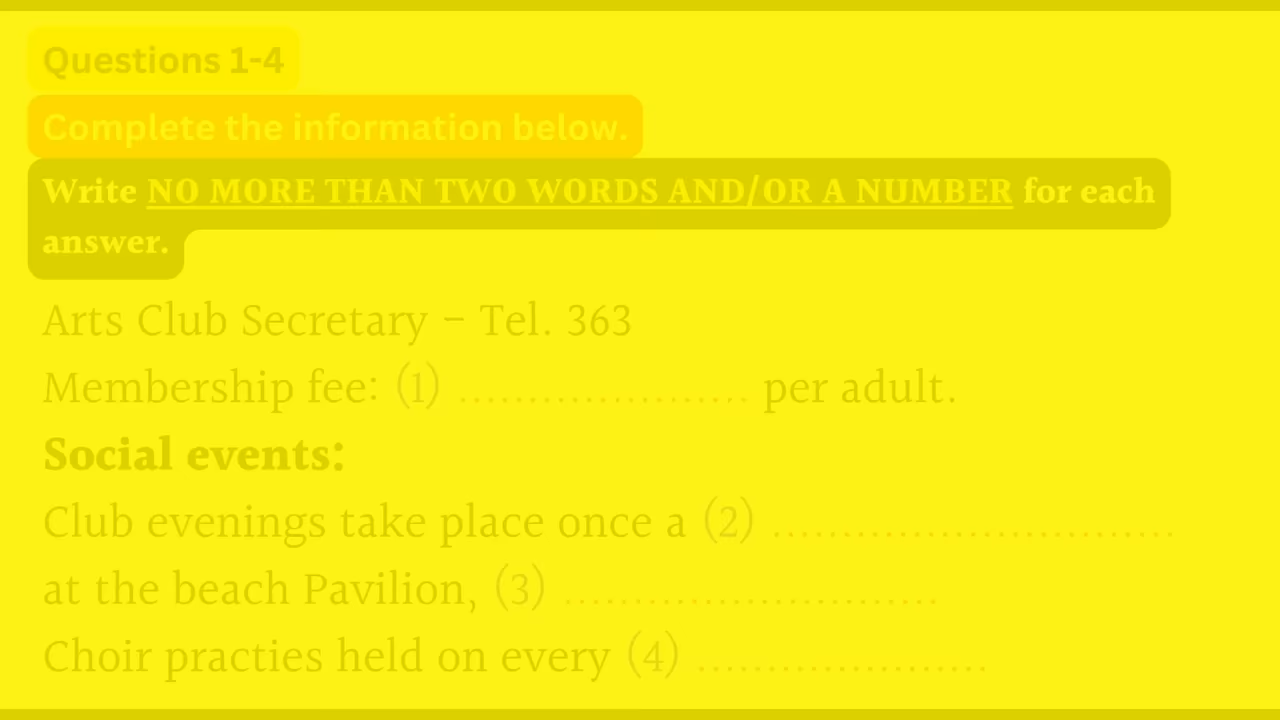 Questions 1-4
Complete the information below.
Write NO MORE THAN TWO WORDS AND/OR A NUMBER for each
answer.
Arts Club Secretary – Tel. 363
Membership fee: (1) ..................... per adult.
Social events:
Club evenings take place once a (2) .............................
at the beach Pavilion, (3) ...........................
Choir practies held on every (4) .....................